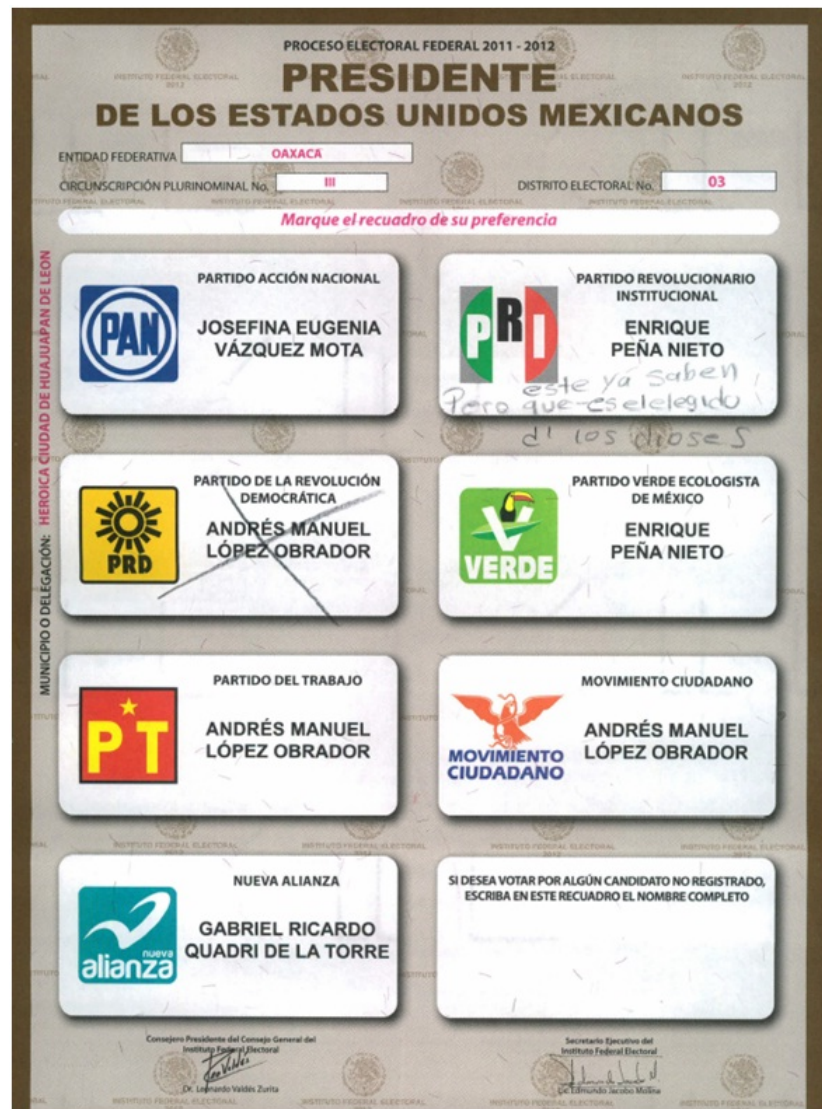 PROCESO ELECTORAL FEDERAL 2011 - 2012
PRESIDENTE
DE LOS ESTADOS UNIDOS MEXICANOS
ENTIDAD FEDERATIVA OAXACA
CIRCUNSCRIPCIÓN PLURINOMINAL No. III
DISTRITO ELECTORAL No. 03
Marque el recuadro de su preferencia
MUNICIPIO O DELEGACIÓN: HEROICA CIUDAD DE HUAJUAPAN DE LEON
PAN
PARTIDO ACCIÓN NACIONAL
JOSEFINA EUGENIA
VÁZQUEZ MOTA
PRI
PARTIDO REVOLUCIONARIO
INSTITUCIONAL
ENRIQUE
PEÑA NIETO
este ya saben
Pero que es elelegido
d' los dioses
PRD
PARTIDO DE LA REVOLUCIÓN
DEMOCRÁTICA
ANDRÉS MANUEL
LÓPEZ OBRADOR
VERDE
PARTIDO VERDE ECOLOGISTA
DE MÉXICO
ENRIQUE
PEÑA NIETO
PT
PARTIDO DEL TRABAJO
ANDRÉS MANUEL
LÓPEZ OBRADOR
MOVIMIENTO
CIUDADANO
MOVIMIENTO CIUDADANO
ANDRÉS MANUEL
LÓPEZ OBRADOR
nueva
alianza
NUEVA ALIANZA
GABRIEL RICARDO
QUADRI DE LA TORRE
SI DESEA VOTAR POR ALGÚN CANDIDATO NO REGISTRADO,
ESCRIBA EN ESTE RECUADRO EL NOMBRE COMPLETO
Consejero Presidente del Consejo General del
Instituto Federal Electoral
Dr. Leonardo Valdés Zurita
Secretario Ejecutivo del
Instituto Federal Electoral
Lic. Edmundo Jacobo Molina
INSTITUTO FEDERAL ELECTORAL
2012